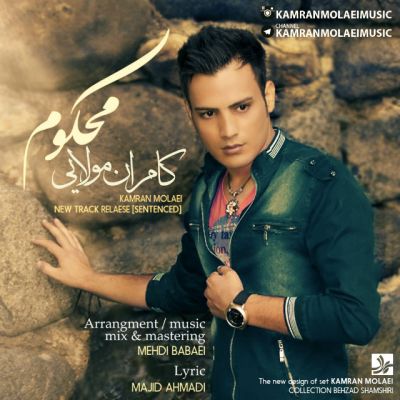 KAMRANMOLAEIMUSIC
CHANNEL
KAMRANMOLAEIMUSIC
محکوم
کامران مولایی
KAMRAN MOLAEI
NEW TRACK RELAESE [SENTENCED]
Arrangment / music
mix & mastering
MEHDI BABAEI
Lyric
MAJID AHMADI
The new design of set KAMRAN MOLAEI
COLLECTION BEHZAD SHAMSHIRI